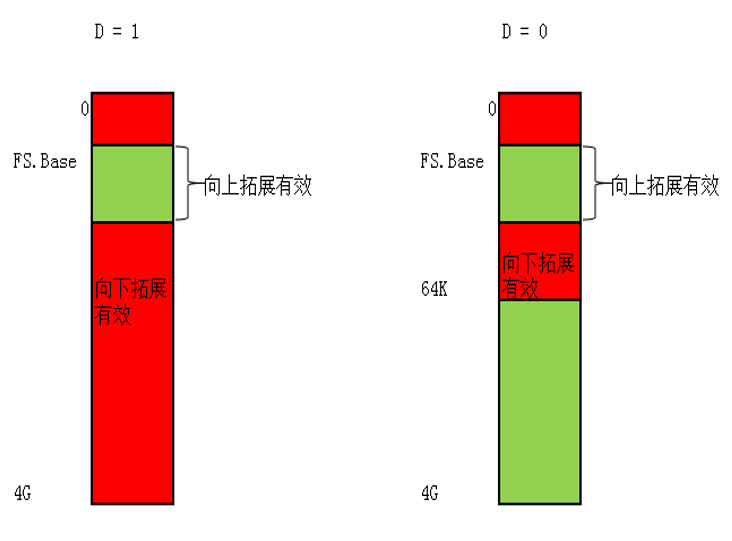 D = 1
D = 0
0
0
FS.Base
FS.Base
向上拓展有效
向上拓展有效
向下拓展
有效
向下拓展
有效
64K
4G
4G